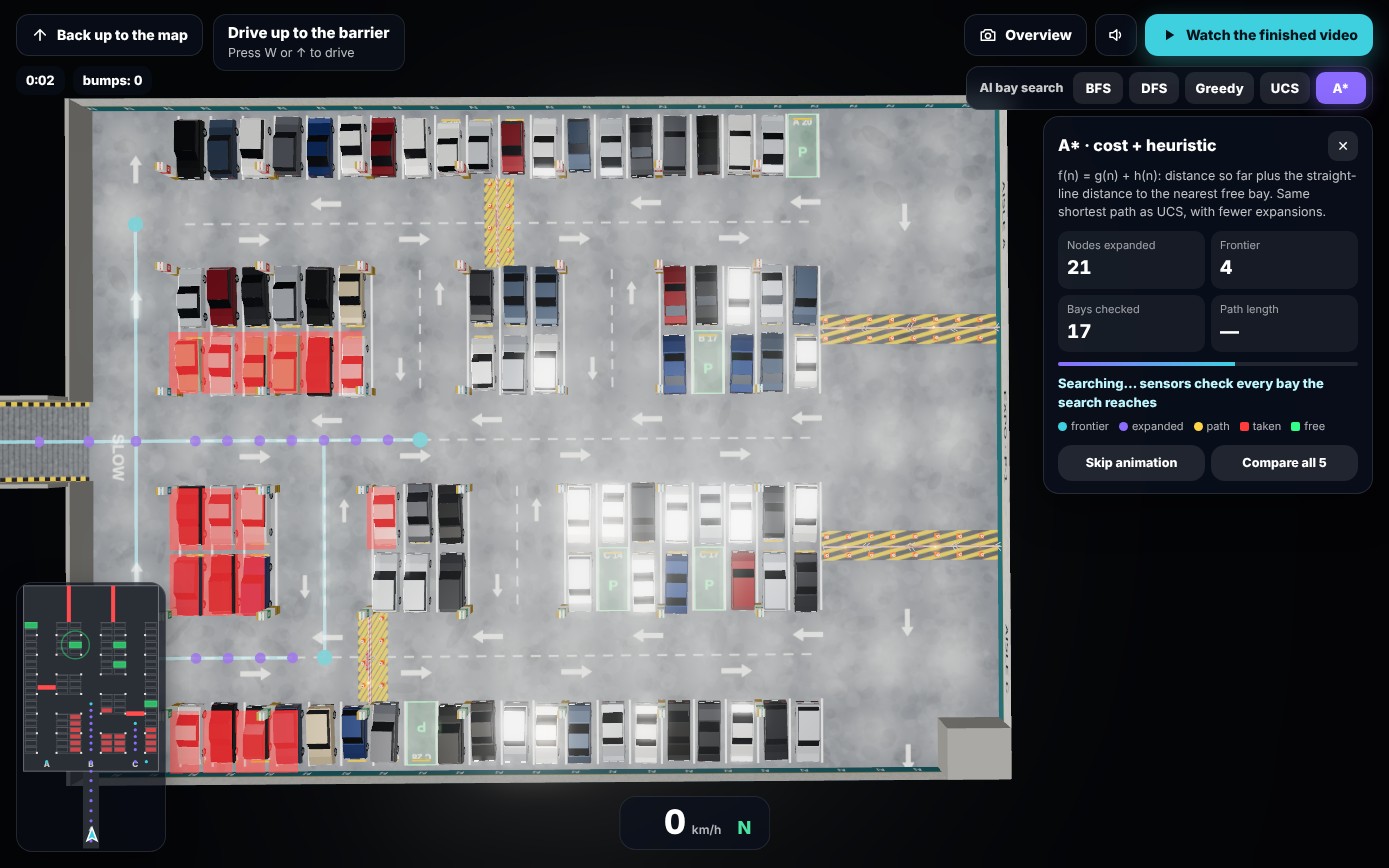 Back up to the map
Drive up to the barrier
Press W or ↑ to drive
Overview
Watch the finished video
0:02
bumps: 0
AI bay search
BFS
DFS
Greedy
UCS
A*
A* · cost + heuristic
f(n) = g(n) + h(n): distance so far plus the straight-
line distance to the nearest free bay. Same
shortest path as UCS, with fewer expansions.
Nodes expanded
21
Frontier
4
Bays checked
17
Path length
—
Searching… sensors check every bay the
search reaches
frontier
expanded
path
taken
free
Skip animation
Compare all 5
A 20
P
B 17
P
SLOW
C 14
P
C 17
P
P
A
B
C
0 km/h N